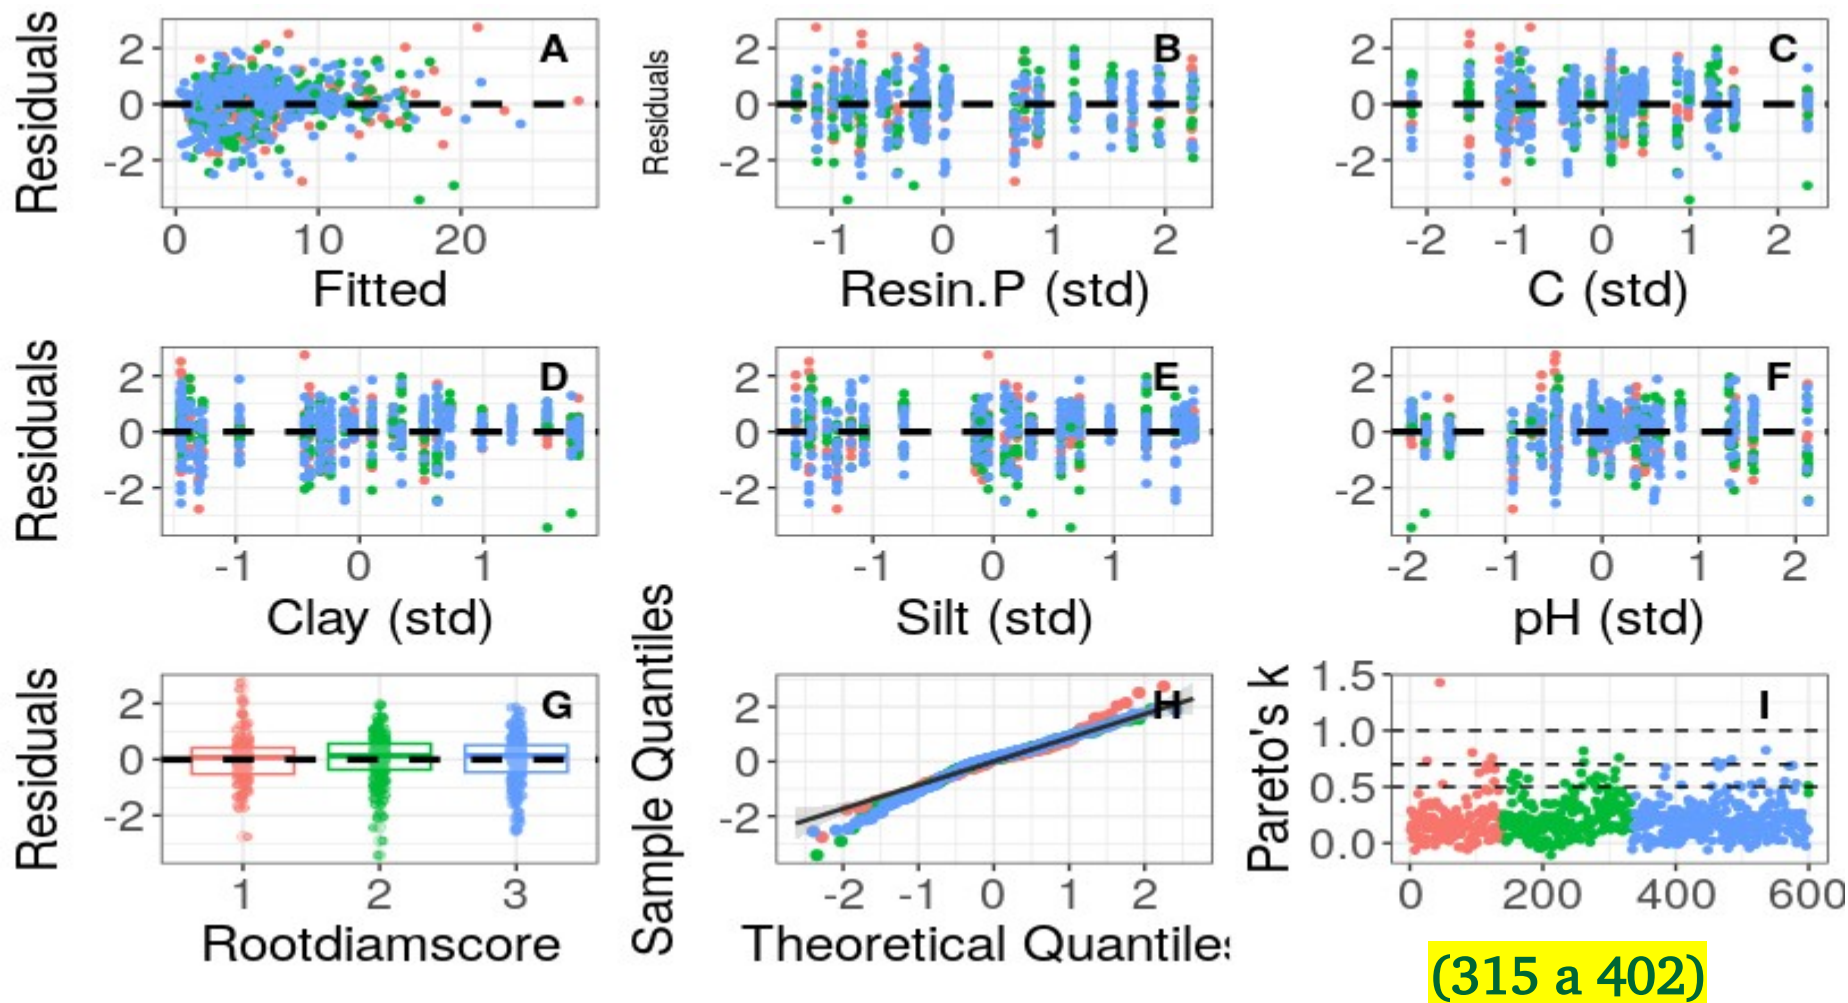 Residuals
2
0
-2
A
0 10 20
Fitted
Residuals
2
0
-2
B
-1 0 1 2
Resin.P (std)
2
0
-2
C
-2 -1 0 1 2
C (std)
Residuals
2
0
-2
D
-1 0 1
Clay (std)
2
0
-2
E
-1 0 1
Silt (std)
2
0
-2
F
-2 -1 0 1 2
pH (std)
Residuals
2
0
-2
G
1 2 3
Rootdiamscore
Sample Quantiles
2
0
-2
H
-2 -1 0 1 2
Theoretical Quantiles
Pareto's k
1.5
1.0
0.5
0.0
I
0 200 400 600
(315 a 402)